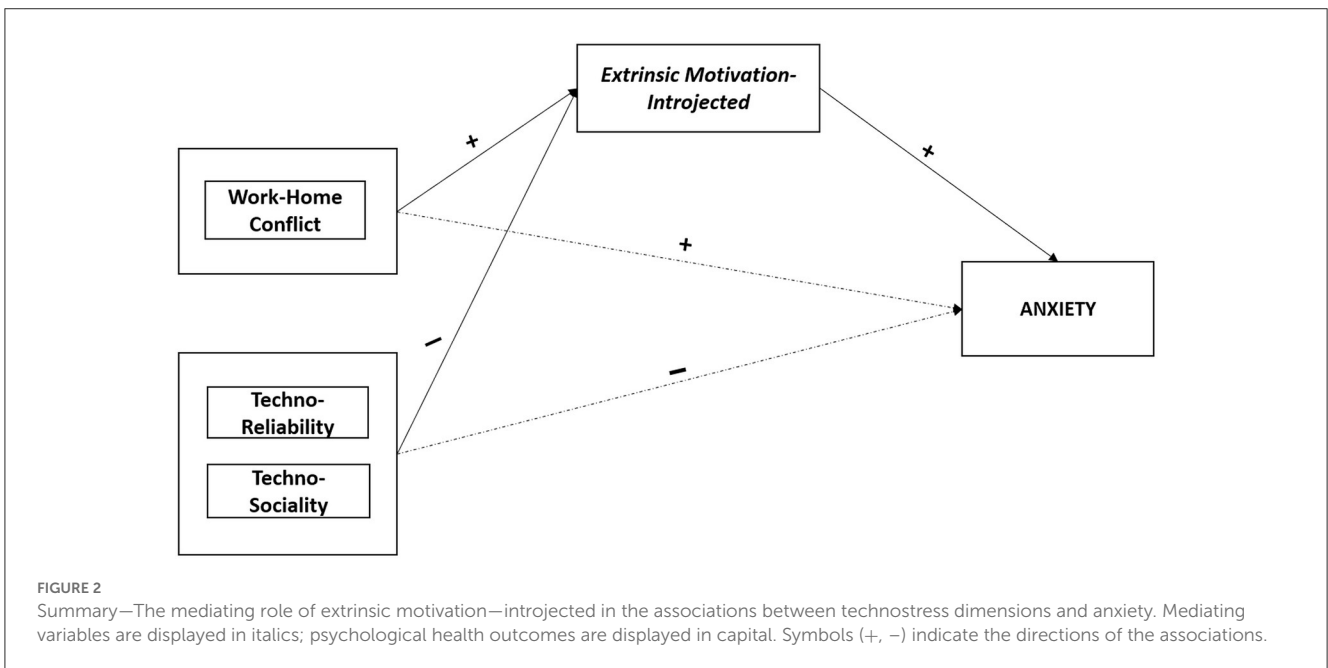 Extrinsic Motivation-
Introjected
+
+
Work-Home
Conflict
+
ANXIETY
–
–
Techno-
Reliability
Techno-
Sociality
FIGURE 2
Summary—The mediating role of extrinsic motivation—introjected in the associations between technostress dimensions and anxiety. Mediating
variables are displayed in italics; psychological health outcomes are displayed in capital. Symbols (+, –) indicate the directions of the associations.